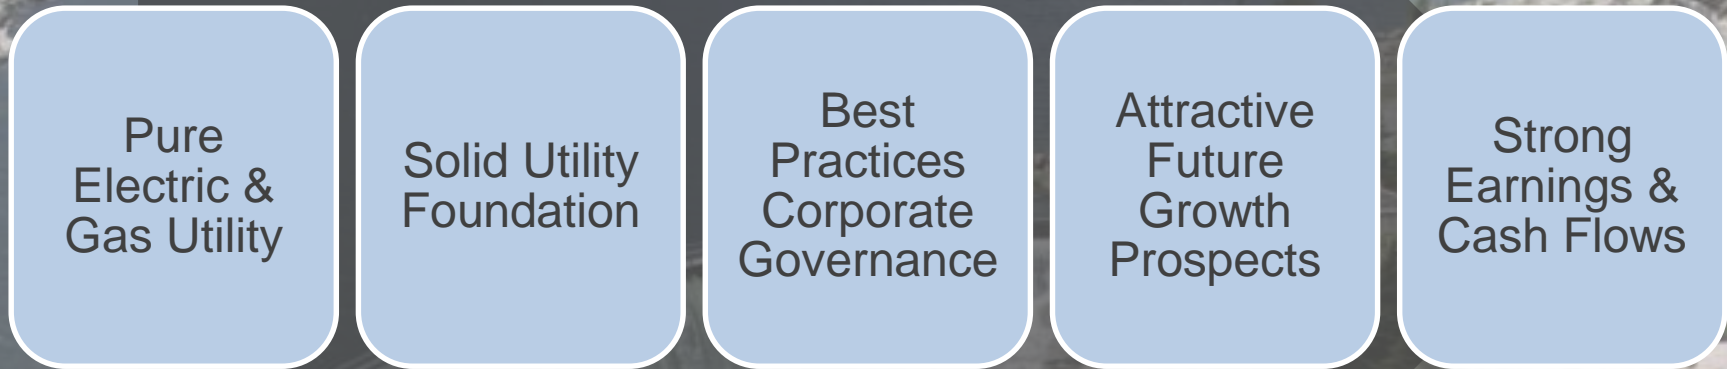 Pure
Electric &
Gas Utility
Solid Utility
Foundation
Best
Practices
Corporate
Governance
Attractive
Future
Growth
Prospects
Strong
Earnings &
Cash Flows